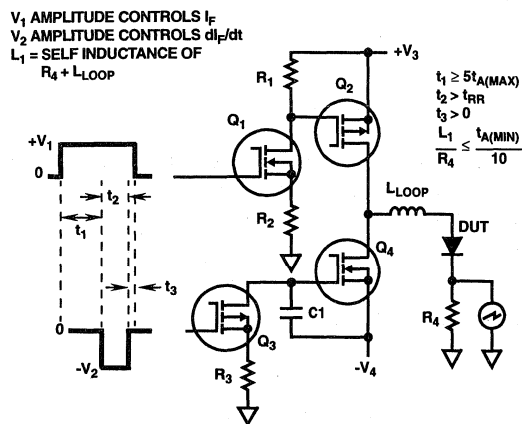 V1 AMPLITUDE CONTROLS IF
V2 AMPLITUDE CONTROLS dIF/dt
L1 = SELF INDUCTANCE OF
R4 + LLOOP
+V3
R1
Q2
t1 ≥ 5tA(MAX)
t2 > tRR
t3 > 0
L1/R4 ≤ tA(MIN)/10
Q1
+V1
0
t2
t1
R2
LLOOP
DUT
Q4
t3
C1
R4
0
Q3
-V2
R3
-V4